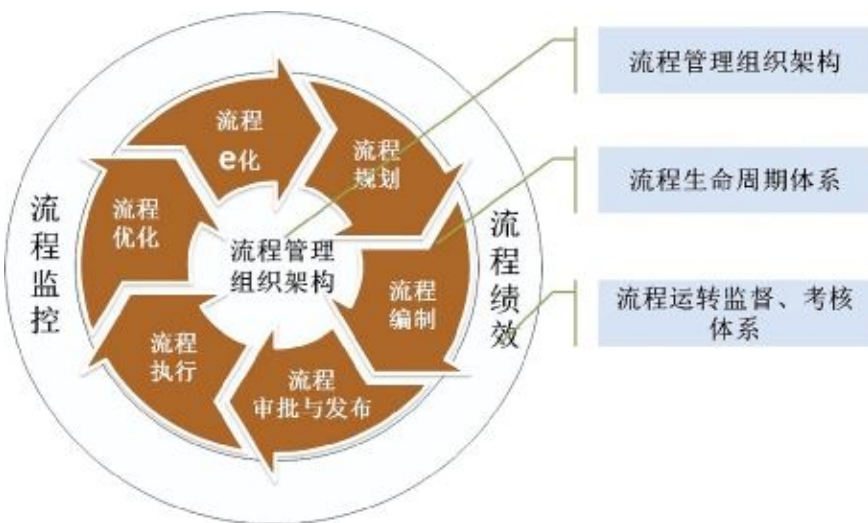 流程
e化
流程
规划
流程
编制
流程
审批与发布
流程
执行
流程
优化
流程管理
组织架构
流程监控
流程绩效
流程管理组织架构
流程生命周期体系
流程运转监督、考核
体系